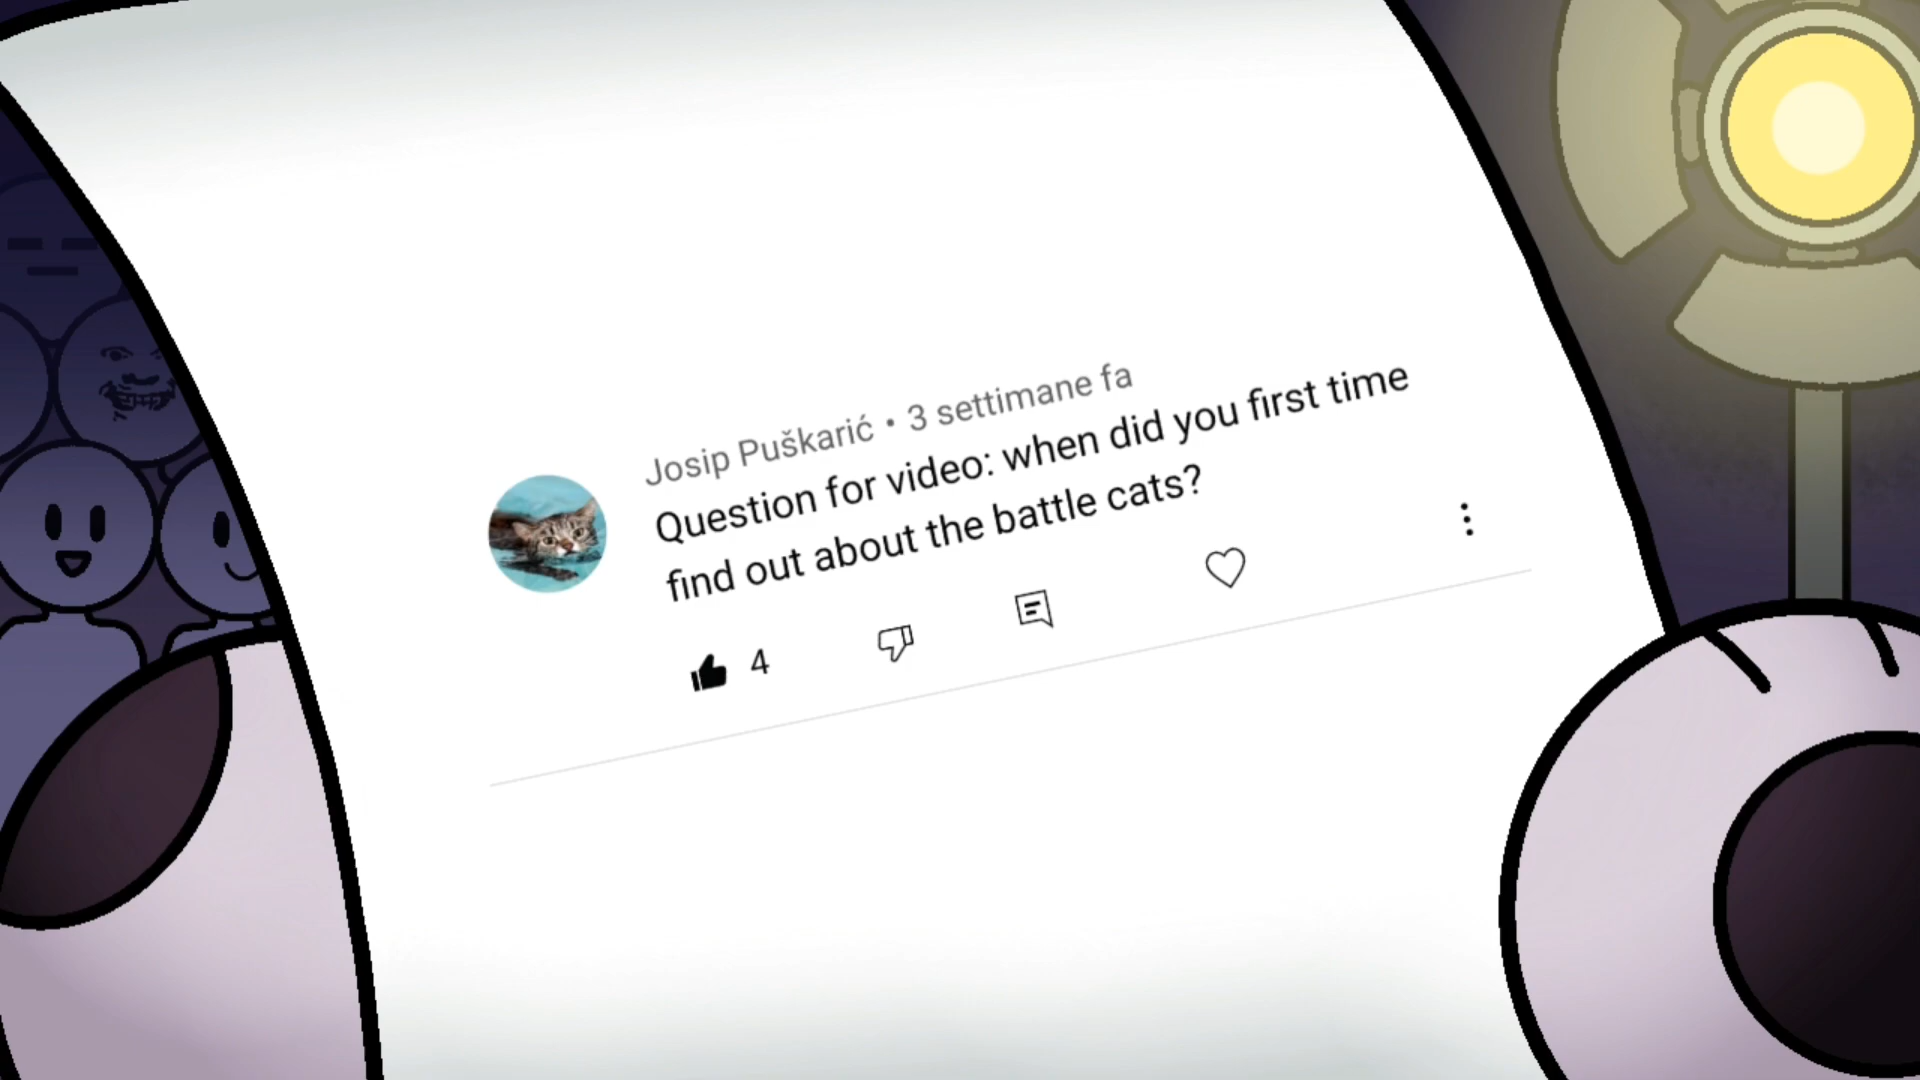 Josip Puškarić • 3 settimane fa
Question for video: when did you first time
find out about the battle cats?
4